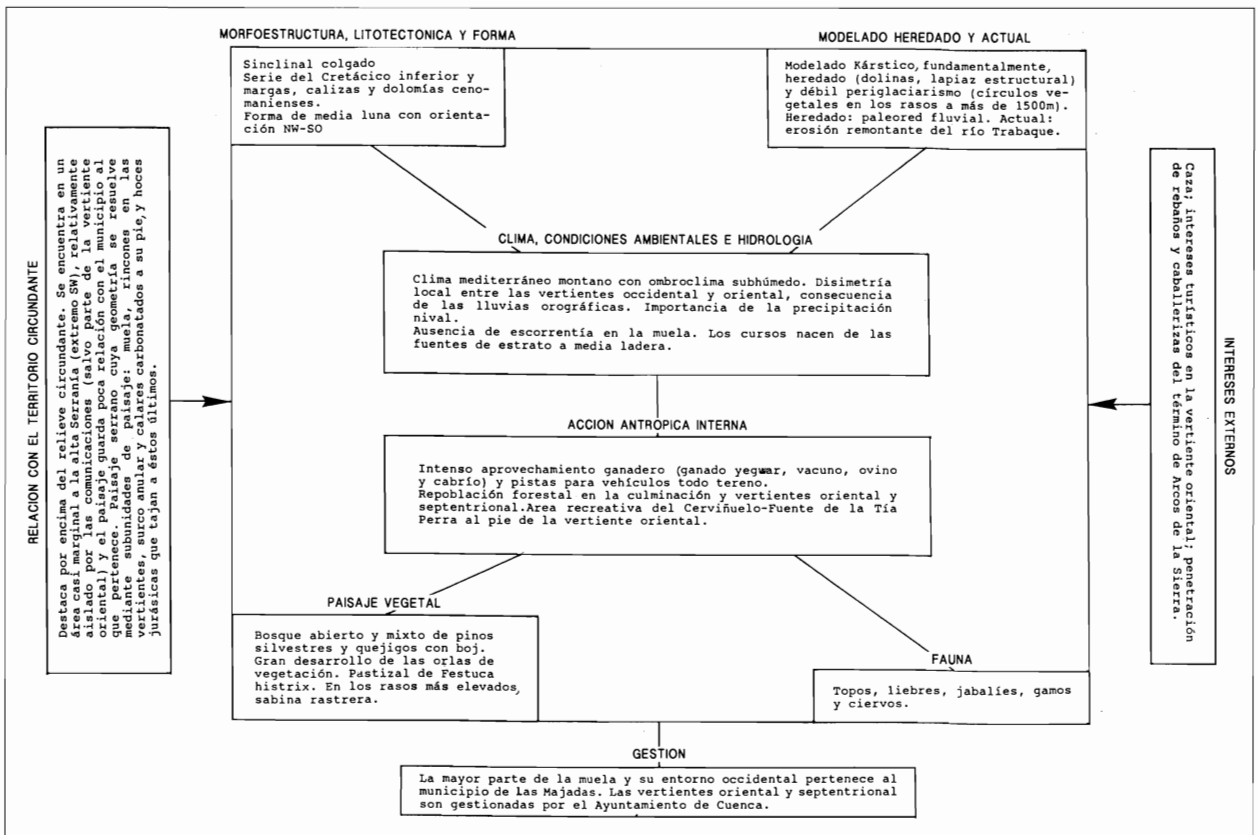 MORFOESTRUCTURA, LITOTECTONICA Y FORMA
Sinclinal colgado
Serie del Cretácico inferior y
margas, calizas y dolomías ceno-
manienses.
Forma de media luna con orienta-
ción NW-SO
MODELADO HEREDADO Y ACTUAL
Modelado Kárstico, fundamentalmente,
heredado (dolinas, lapiaz estructural)
y débil periglaciarismo (círculos ve-
getales en los rasos a más de 1500m).
Heredado: paleored fluvial. Actual:
erosión remontante del río Trabaque.
RELACION CON EL TERRITORIO CIRCUNDANTE
Destaca por encima del relieve circundante. Se encuentra en un
área casi marginal a la alta Serranía (extremo SW), relativamente
aislado por las comunicaciones (salvo parte de la vertiente
oriental) y el paisaje guarda poca relación con el municipio al
que pertenece. Paisaje serrano cuya geometría se resuelve
mediante subunidades de paisaje: muela, rincones en las
vertientes, surco anular y calares carbonatados a su pie, y hoces
jurásicas que tajan a éstos últimos.
CLIMA, CONDICIONES AMBIENTALES E HIDROLOGIA
Clima mediterráneo montano con ombroclima subhúmedo. Disimetría
local entre las vertientes occidental y oriental, consecuencia
de las lluvias orográficas. Importancia de la precipitación
nival.
Ausencia de escorrentía en la muela. Los cursos nacen de las
fuentes de estrato a media ladera.
INTERESES EXTERNOS
Caza; intereses turísticos en la vertiente oriental; penetración
de rebaños y caballerizas del término de Arcos de la Sierra.
ACCION ANTROPICA INTERNA
Intenso aprovechamiento ganadero (ganado yeguar, vacuno, ovino
y cabrío) y pistas para vehículos todo terreno.
Repoblación forestal en la culminación y vertientes oriental y
septentrional.Area recreativa del Cerviñuelo-Fuente de la Tía
Perra al pie de la vertiente oriental.
PAISAJE VEGETAL
Bosque abierto y mixto de pinos
silvestres y quejigos con boj.
Gran desarrollo de las orlas de
vegetación. Pastizal de Festuca
histrix. En los rasos más elevados,
sabina rastrera.
FAUNA
Topos, liebres, jabalíes, gamos
y ciervos.
GESTION
La mayor parte de la muela y su entorno occidental pertenece al
municipio de las Majadas. Las vertientes oriental y septentrional
son gestionadas por el Ayuntamiento de Cuenca.